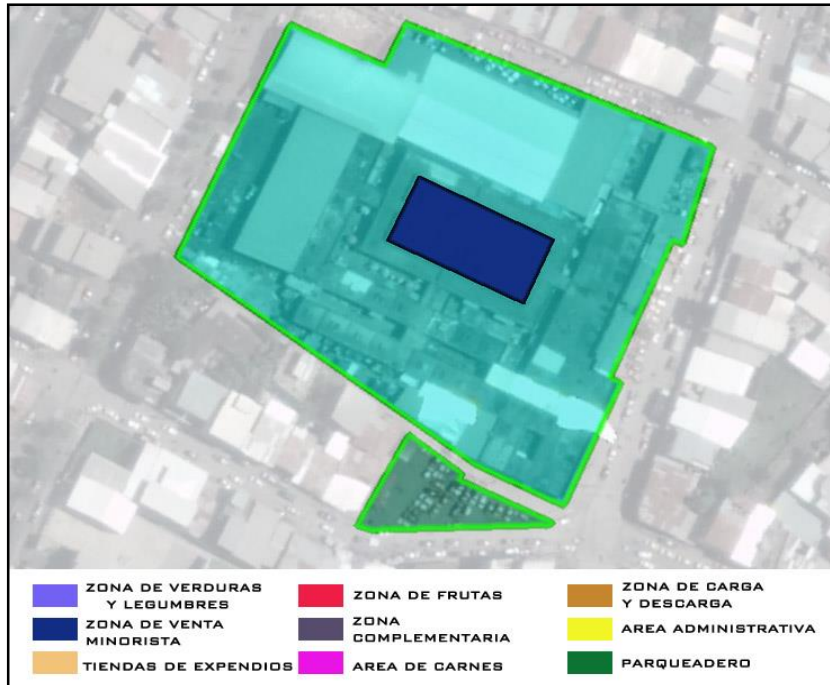 ZONA DE VERDURAS
Y LEGUMBRES
ZONA DE FRUTAS
ZONA DE CARGA
Y DESCARGA
ZONA DE VENTA
MINORISTA
ZONA
COMPLEMENTARIA
AREA ADMINISTRATIVA
TIENDAS DE EXPENDIOS
AREA DE CARNES
PARQUEADERO